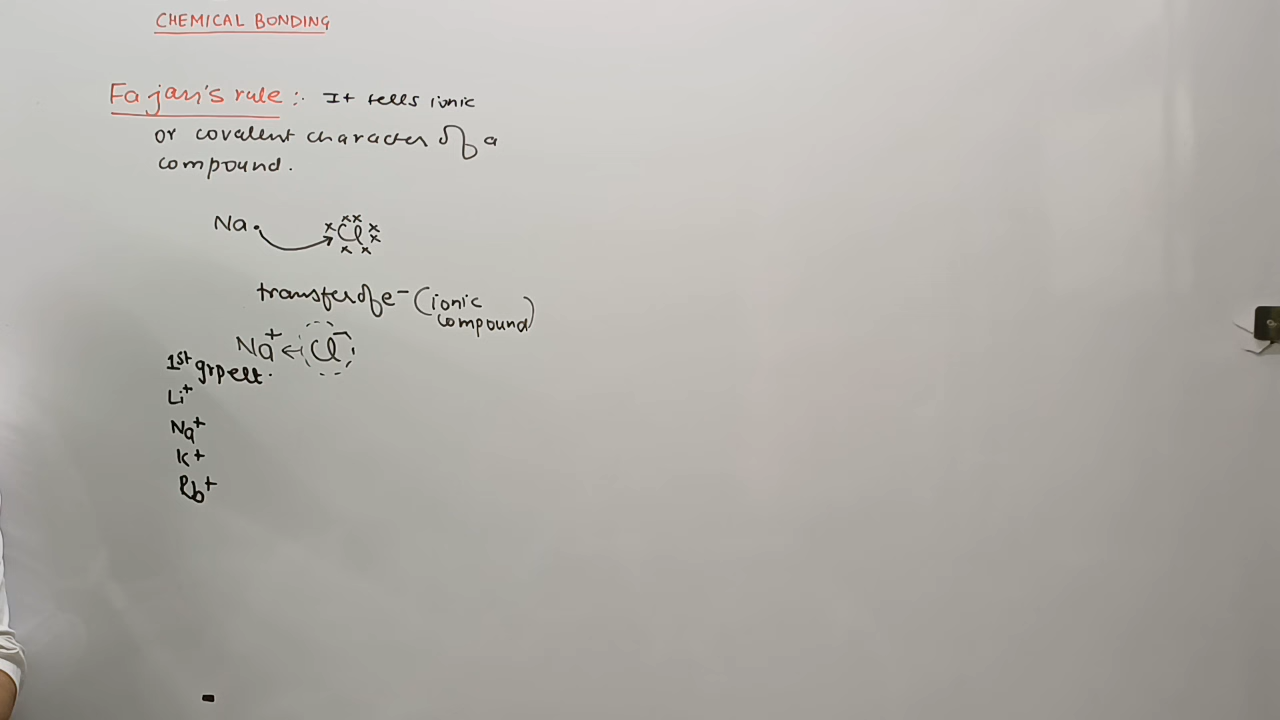 CHEMICAL BONDING
Fajan's rule :- It tells ionic
or covalent character of a
compound.
Na· Cl
transfer of e⁻ (ionic
compound)
Na⁺ ← Cl⁻
1st grp elt.
Li⁺
Na⁺
K⁺
Rb⁺